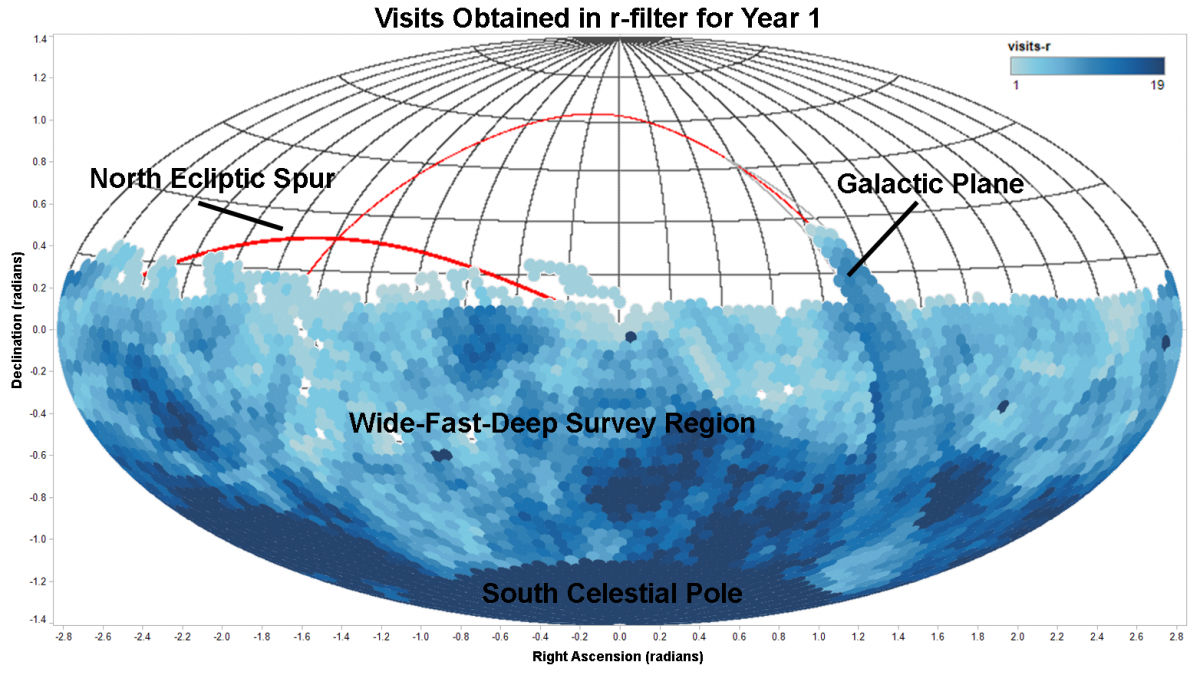 Visits Obtained in r-filter for Year 1
visits-r
1 19
North Ecliptic Spur
Galactic Plane
Wide-Fast-Deep Survey Region
South Celestial Pole
Declination (radians)
1.4
1.2
1.0
0.8
0.6
0.4
0.2
0.0
-0.2
-0.4
-0.6
-0.8
-1.0
-1.2
-1.4
-2.8 -2.6 -2.4 -2.2 -2.0 -1.8 -1.6 -1.4 -1.2 -1.0 -0.8 -0.6 -0.4 -0.2 0.0 0.2 0.4 0.6 0.8 1.0 1.2 1.4 1.6 1.8 2.0 2.2 2.4 2.6 2.8
Right Ascension (radians)